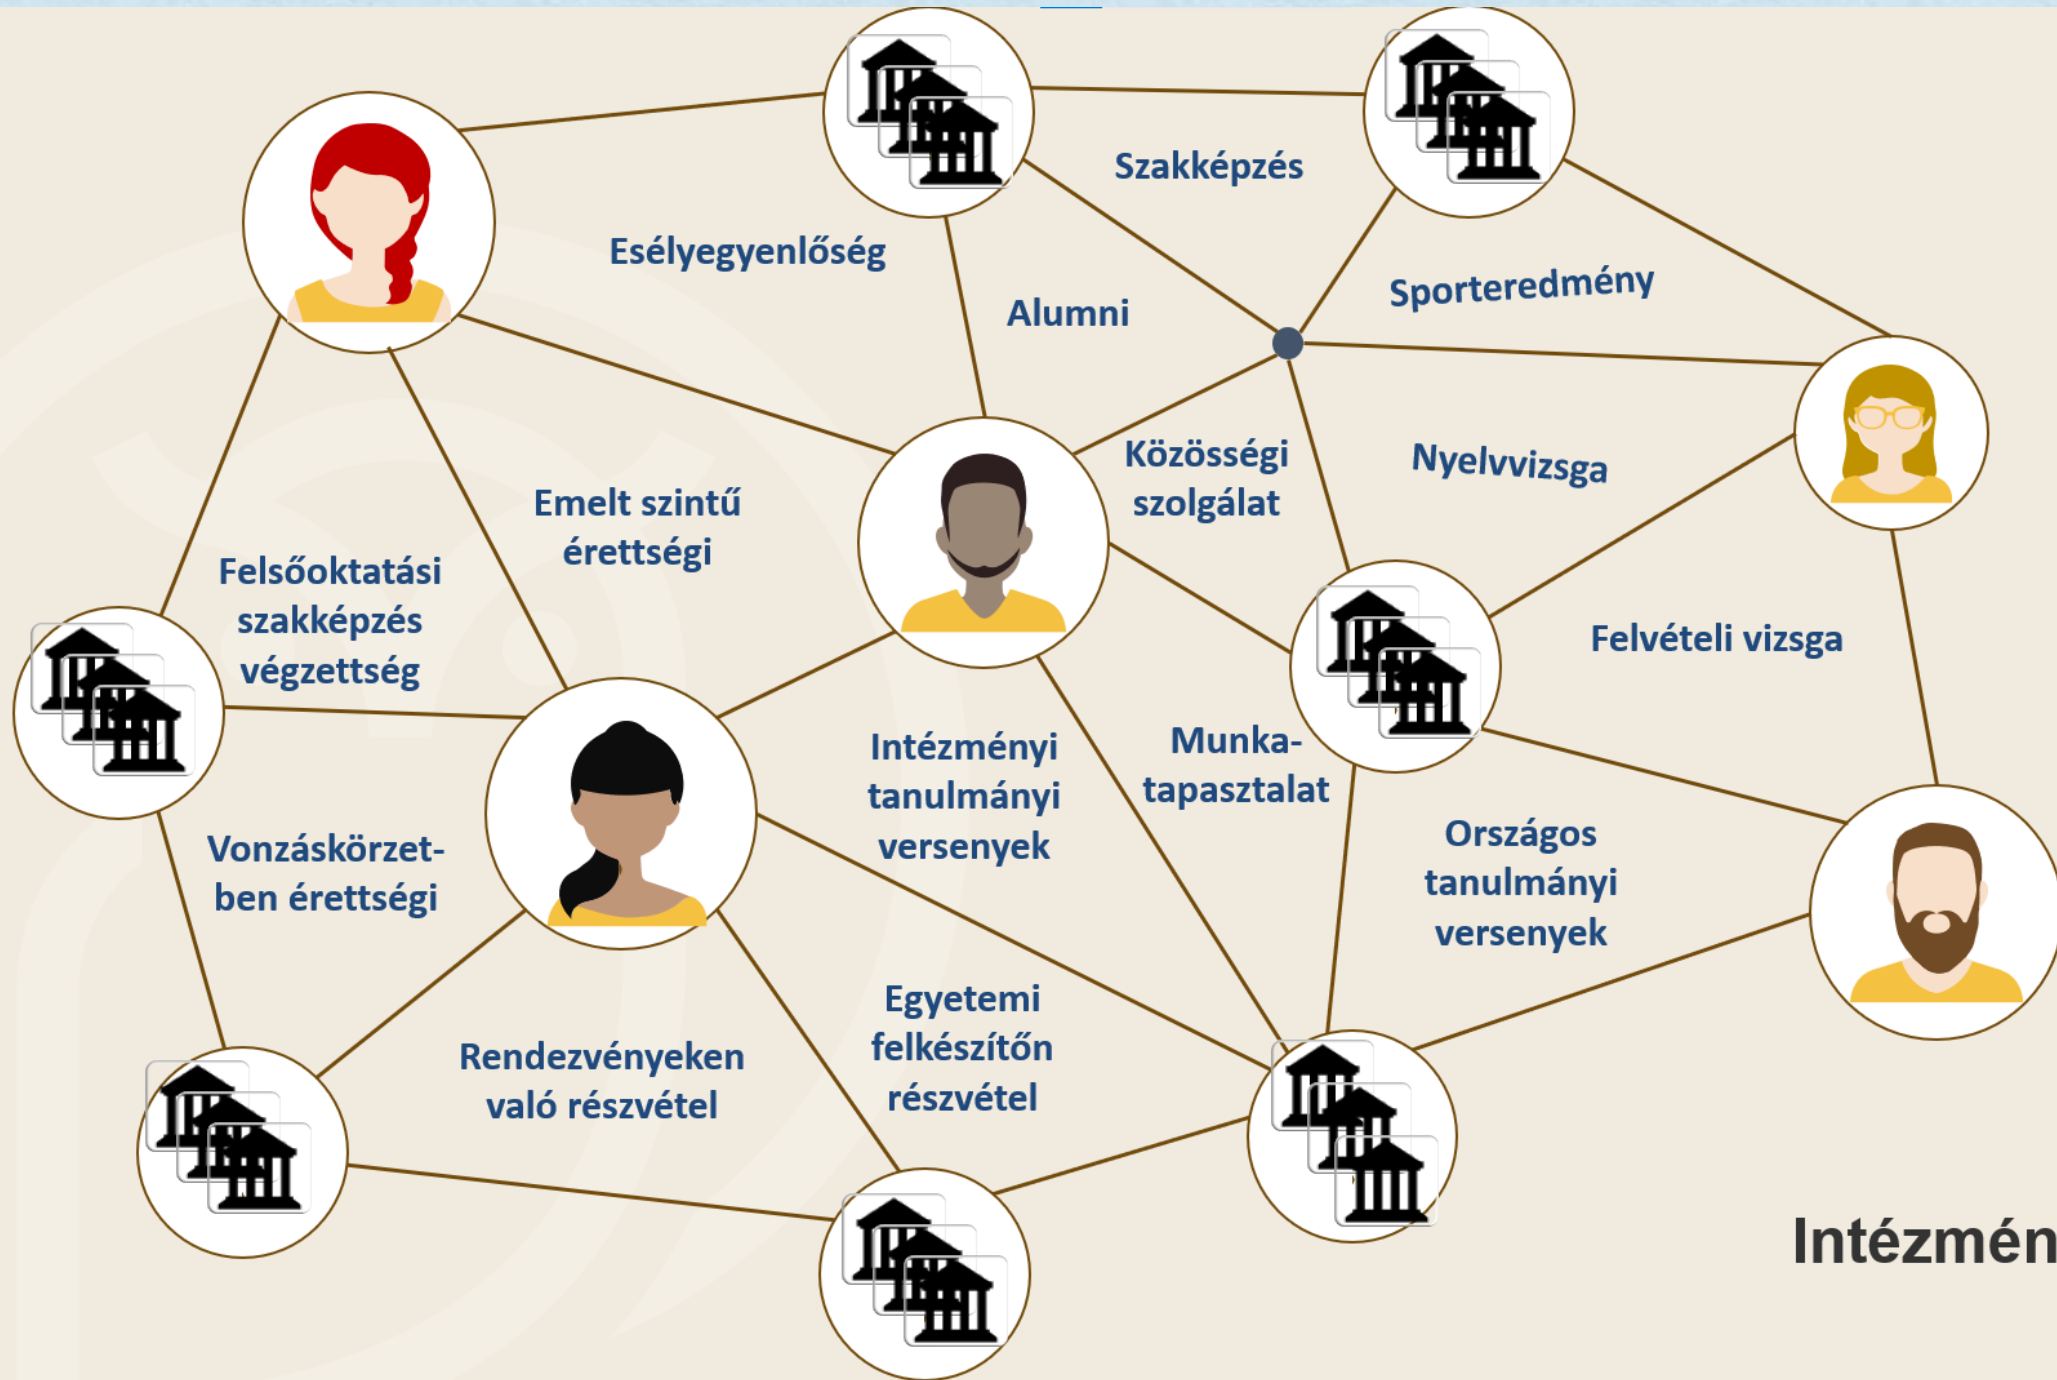 Szakképzés
Esélyegyenlőség
Alumni
Sporteredmény
Közösségi
szolgálat
Nyelvvizsga
Emelt szintű
érettségi
Felsőoktatási
szakképzés
végzettség
Felvételi vizsga
Intézményi
tanulmányi
versenyek
Munka-
tapasztalat
Vonzáskörzet-
ben érettségi
Országos
tanulmányi
versenyek
Rendezvényeken
való részvétel
Egyetemi
felkészítőn
részvétel
Intézmén